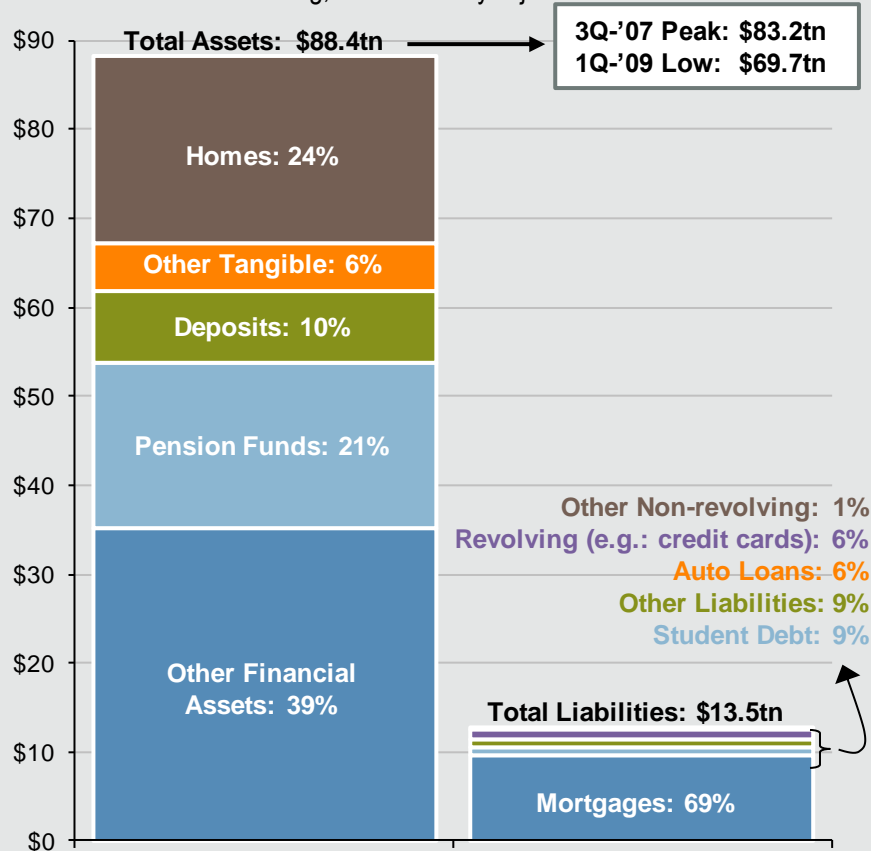 Total Assets: $88.4tn
3Q-'07 Peak: $83.2tn
1Q-'09 Low: $69.7tn
$90
$80
$70
$60
$50
$40
$30
$20
$10
$0
Homes: 24%
Other Tangible: 6%
Deposits: 10%
Pension Funds: 21%
Other Financial
Assets: 39%
Other Non-revolving: 1%
Revolving (e.g.: credit cards): 6%
Auto Loans: 6%
Other Liabilities: 9%
Student Debt: 9%
Total Liabilities: $13.5tn
Mortgages: 69%